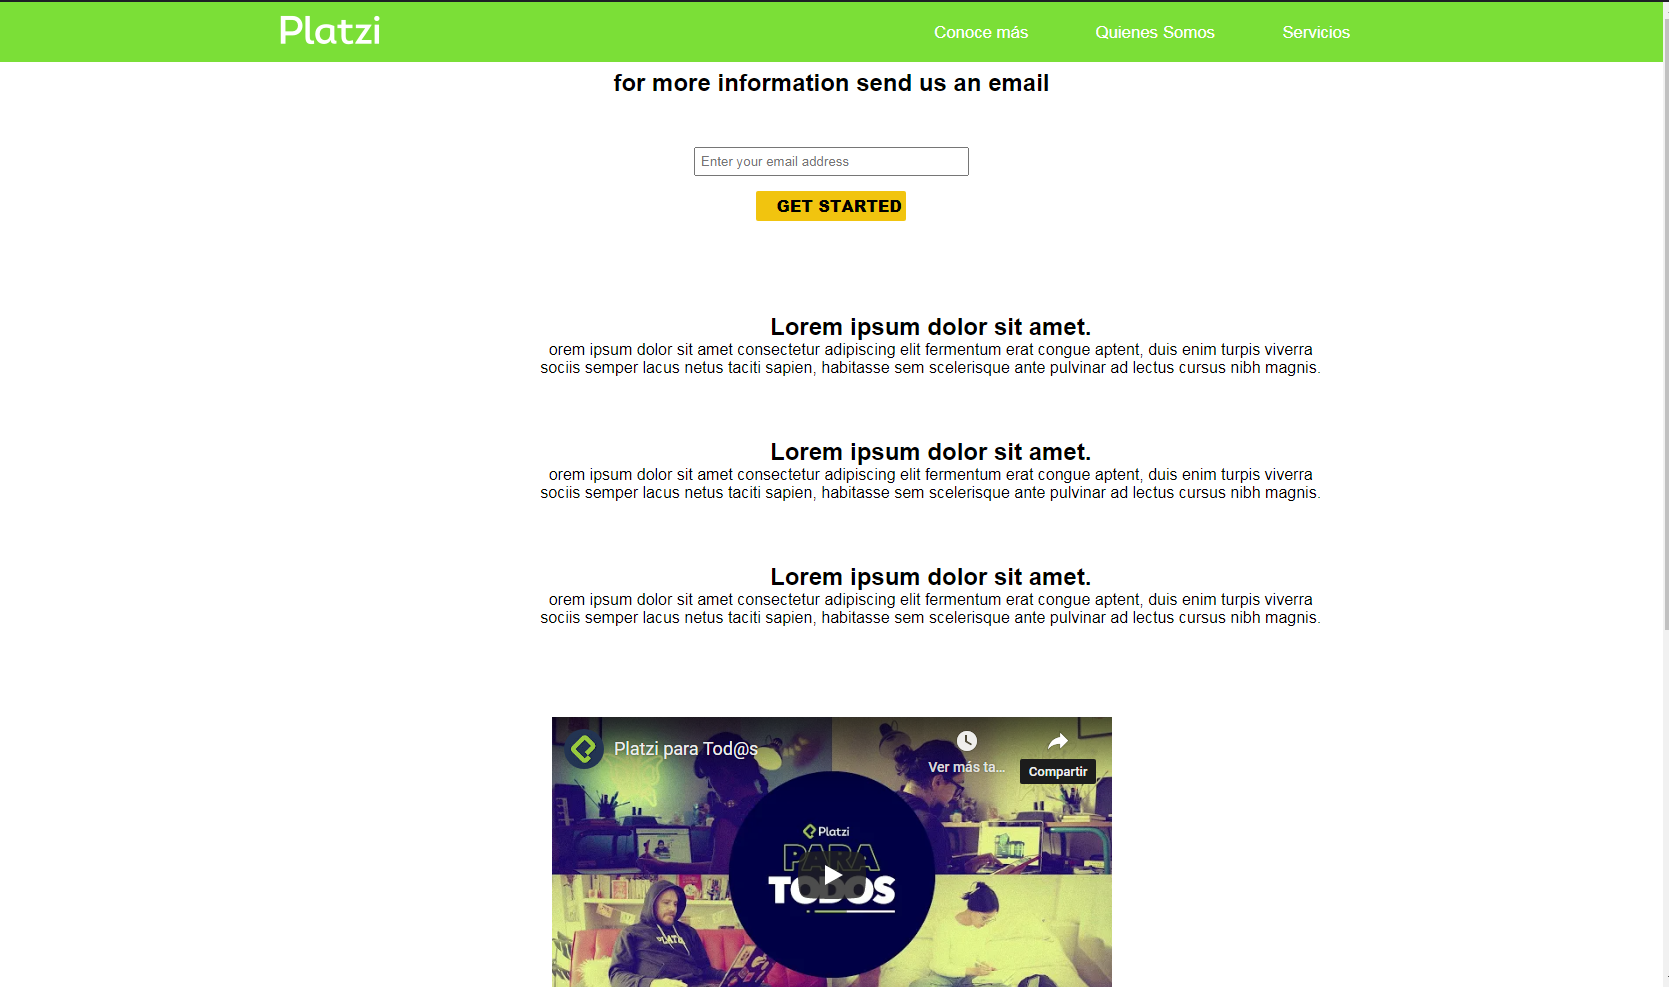 Platzi
Conoce más
Quienes Somos
Servicios
for more information send us an email
Enter your email address
GET STARTED
Lorem ipsum dolor sit amet.
orem ipsum dolor sit amet consectetur adipiscing elit fermentum erat congue aptent, duis enim turpis viverra
sociis semper lacus netus taciti sapien, habitasse sem scelerisque ante pulvinar ad lectus cursus nibh magnis.
Lorem ipsum dolor sit amet.
orem ipsum dolor sit amet consectetur adipiscing elit fermentum erat congue aptent, duis enim turpis viverra
sociis semper lacus netus taciti sapien, habitasse sem scelerisque ante pulvinar ad lectus cursus nibh magnis.
Lorem ipsum dolor sit amet.
orem ipsum dolor sit amet consectetur adipiscing elit fermentum erat congue aptent, duis enim turpis viverra
sociis semper lacus netus taciti sapien, habitasse sem scelerisque ante pulvinar ad lectus cursus nibh magnis.
Platzi para Tod@s
Ver más ta...
Compartir
Platzi
PARA
TODOS